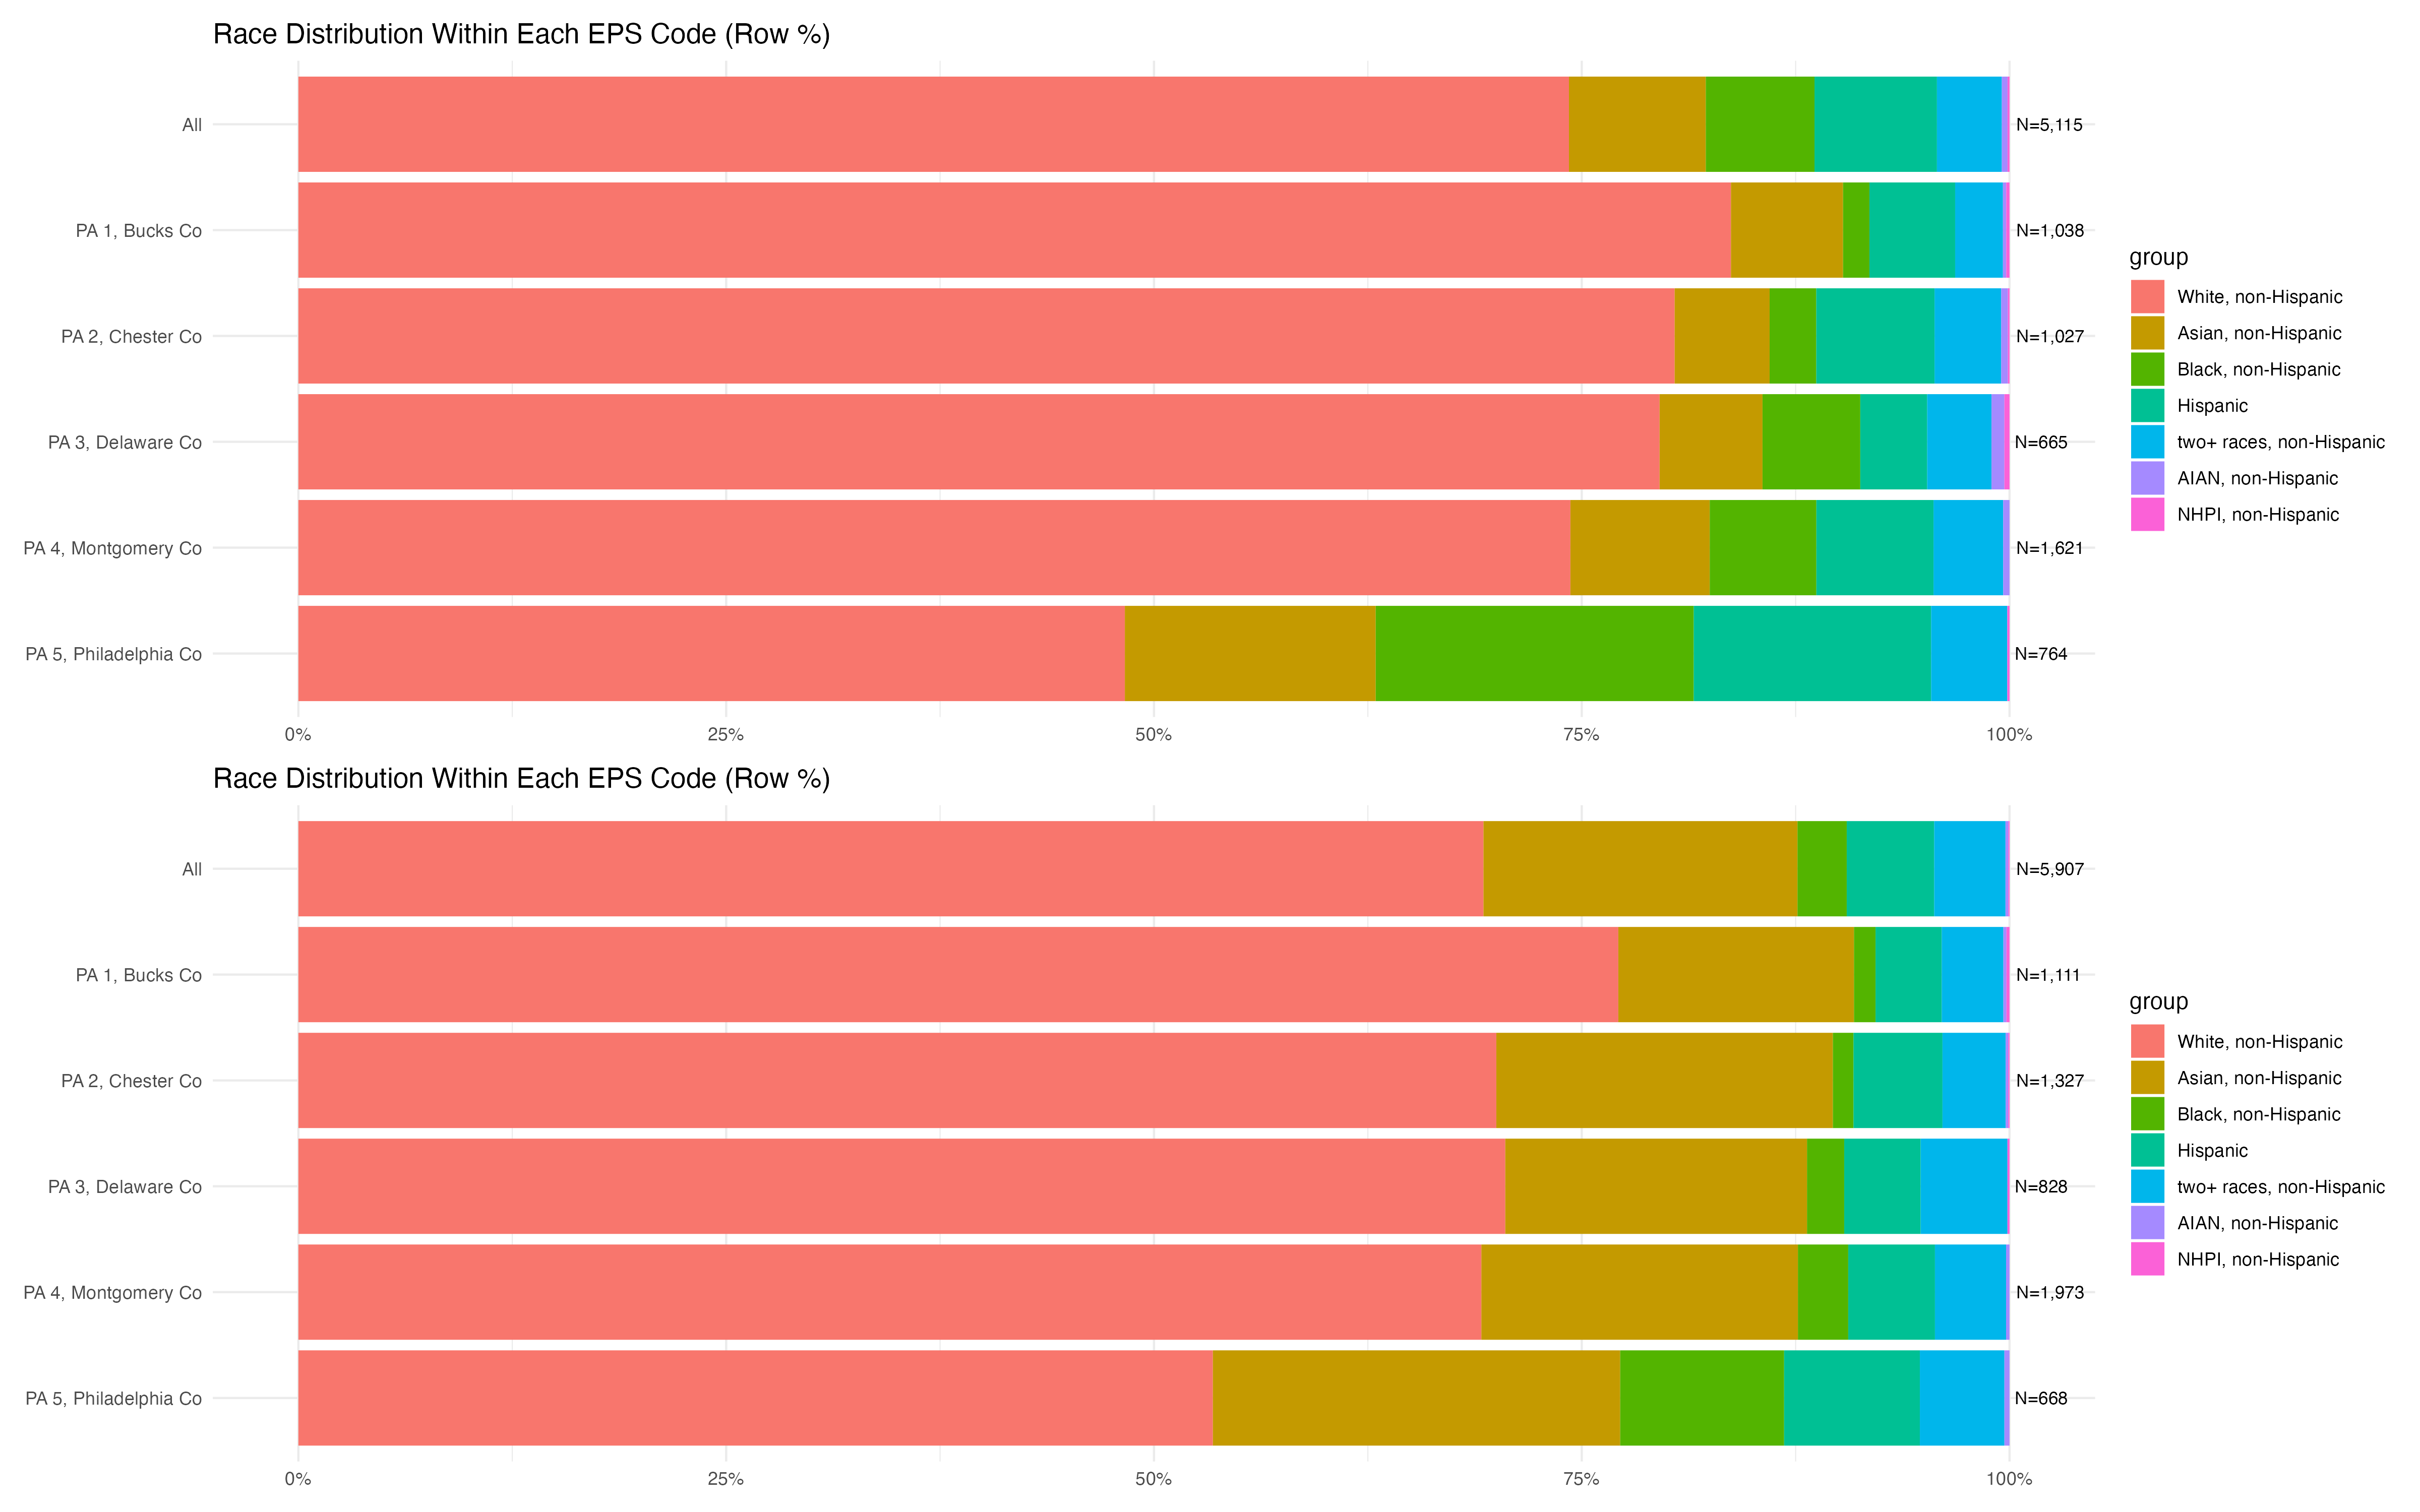 Race Distribution Within Each EPS Code (Row %)
All
N=5,115
PA 1, Bucks Co
N=1,038
PA 2, Chester Co
N=1,027
PA 3, Delaware Co
N=665
PA 4, Montgomery Co
N=1,621
PA 5, Philadelphia Co
N=764
0% 25% 50% 75% 100%
group
White, non-Hispanic
Asian, non-Hispanic
Black, non-Hispanic
Hispanic
two+ races, non-Hispanic
AIAN, non-Hispanic
NHPI, non-Hispanic
Race Distribution Within Each EPS Code (Row %)
All
N=5,907
PA 1, Bucks Co
N=1,111
PA 2, Chester Co
N=1,327
PA 3, Delaware Co
N=828
PA 4, Montgomery Co
N=1,973
PA 5, Philadelphia Co
N=668
0% 25% 50% 75% 100%
group
White, non-Hispanic
Asian, non-Hispanic
Black, non-Hispanic
Hispanic
two+ races, non-Hispanic
AIAN, non-Hispanic
NHPI, non-Hispanic